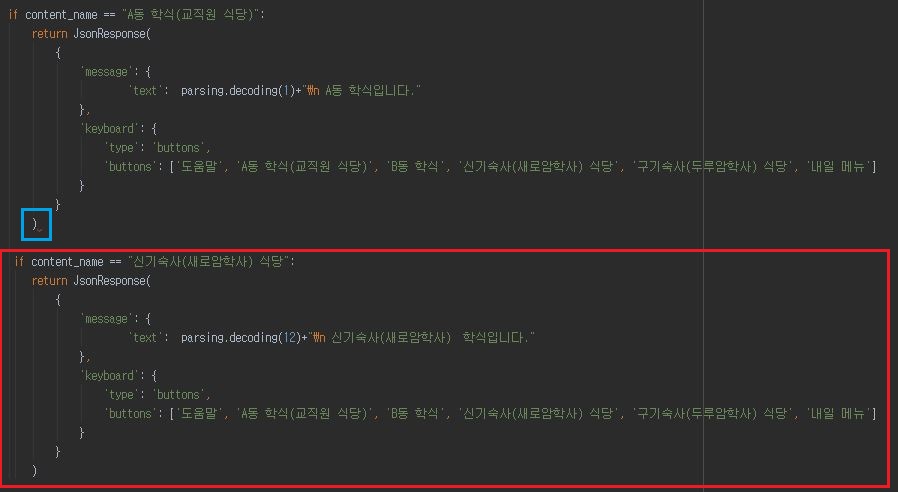 if content_name == "A동 학식(교직원 식당)":
    return JsonResponse(
        {
            'message': {
                    'text':  parsing.decoding(1)+"₩n A동 학식입니다."
            },
            'keyboard': {
                'type': 'buttons',
                'buttons': ['도움말', 'A동 학식(교직원 식당)', 'B동 학식', '신기숙사(새로암학사) 식당', '구기숙사(두루암학사) 식당', '내일 메뉴']
            }
        }
    )
 if content_name == "신기숙사(새로암학사) 식당":
    return JsonResponse(
        {
            'message': {
                    'text':  parsing.decoding(12)+"₩n 신기숙사(새로암학사)  학식입니다."
            },
            'keyboard': {
                'type': 'buttons',
                'buttons': ['도움말', 'A동 학식(교직원 식당)', 'B동 학식', '신기숙사(새로암학사) 식당', '구기숙사(두루암학사) 식당', '내일 메뉴']
            }
        }
    )